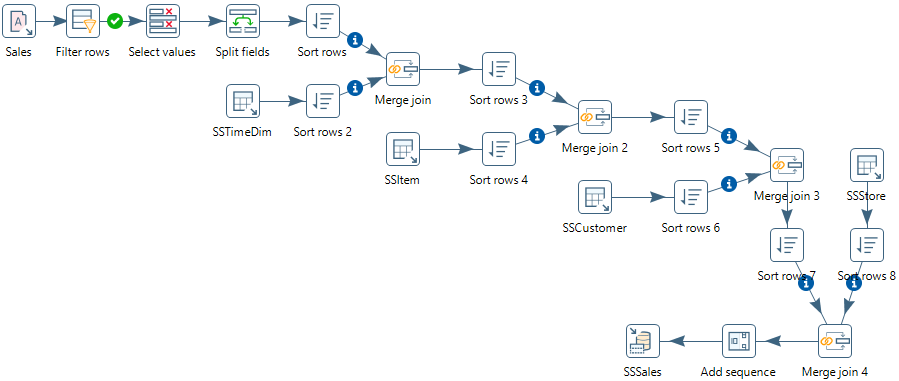 Sales
Filter rows
Select values
Split fields
Sort rows
SSTimeDim
Sort rows 2
Merge join
Sort rows 3
SSItem
Sort rows 4
Merge join 2
Sort rows 5
SSCustomer
Sort rows 6
Merge join 3
SSStore
Sort rows 7
Sort rows 8
SSSales
Add sequence
Merge join 4